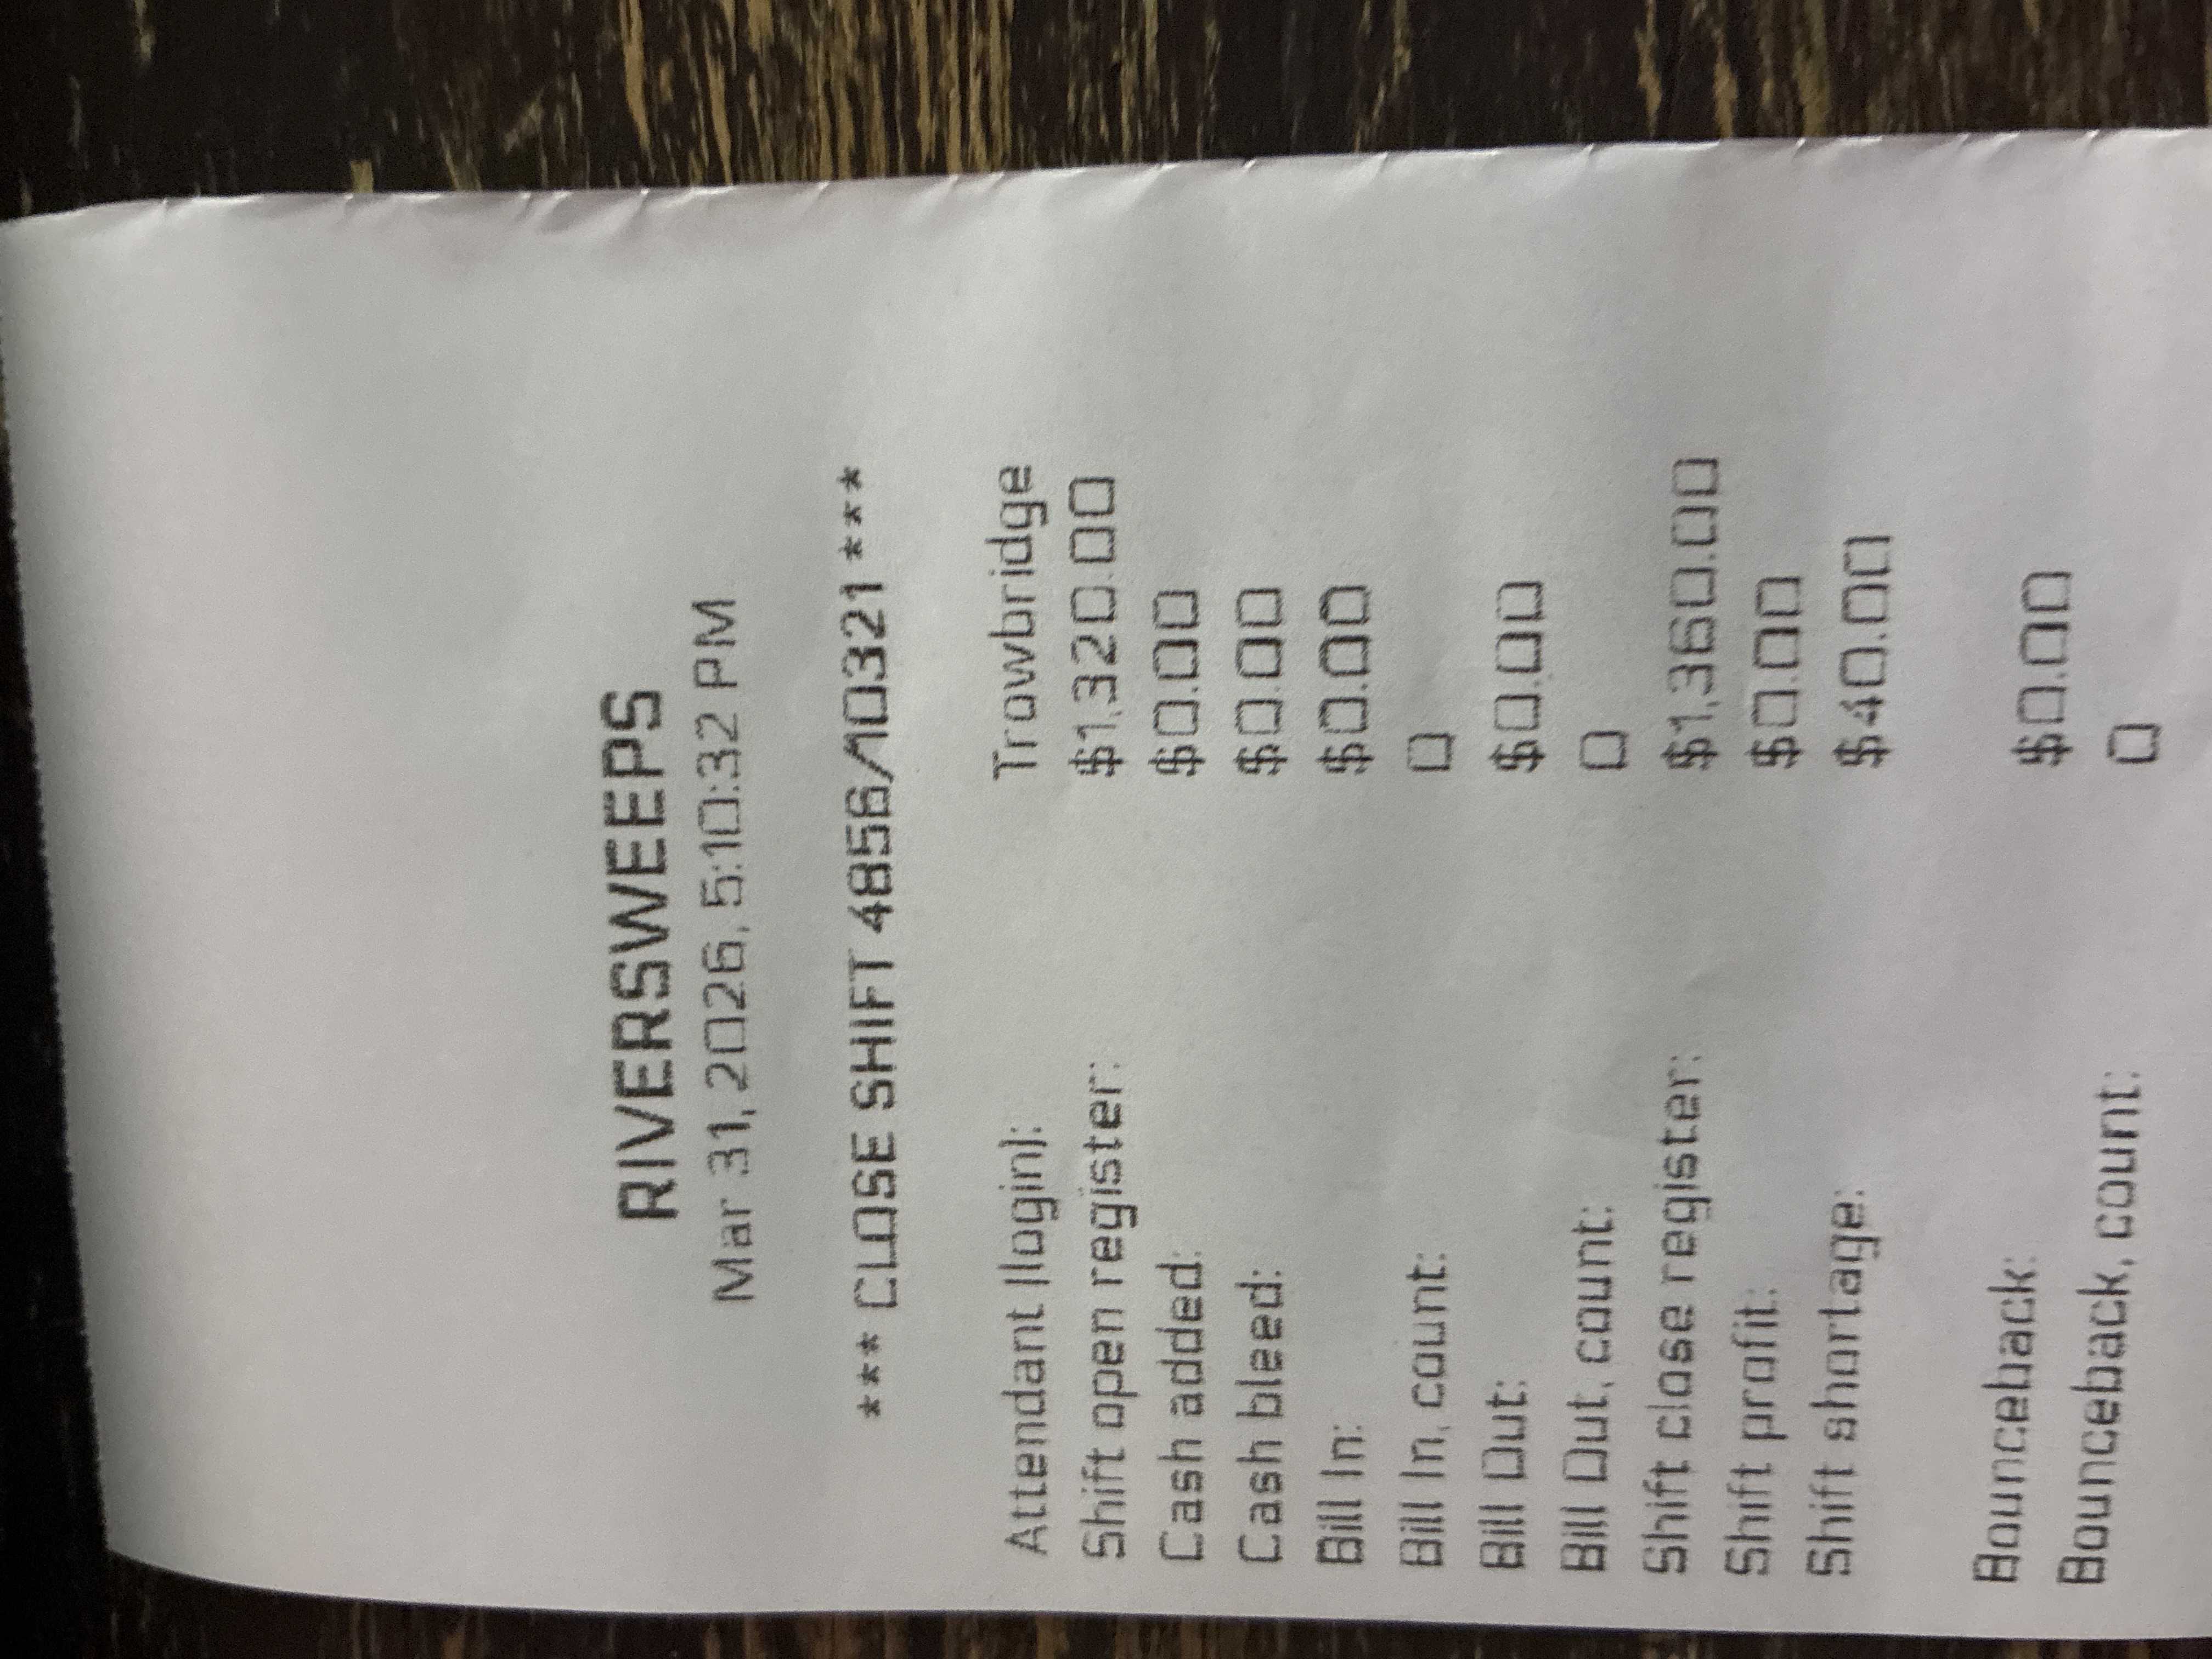 RIVERSWEEPS
Mar 31, 2026, 5:10:32 PM
*** CLOSE SHIFT 4856/10321 ***
Attendant (login): Trowbridge
Shift open register: $1,320.00
Cash added: $0.00
Cash bleed: $0.00
Bill In: $0.00
Bill In, count: 0
Bill Out: $0.00
Bill Out, count: 0
Shift close register: $1,360.00
Shift profit: $0.00
Shift shortage: $40.00
Bounceback: $0.00
Bounceback, count: 0